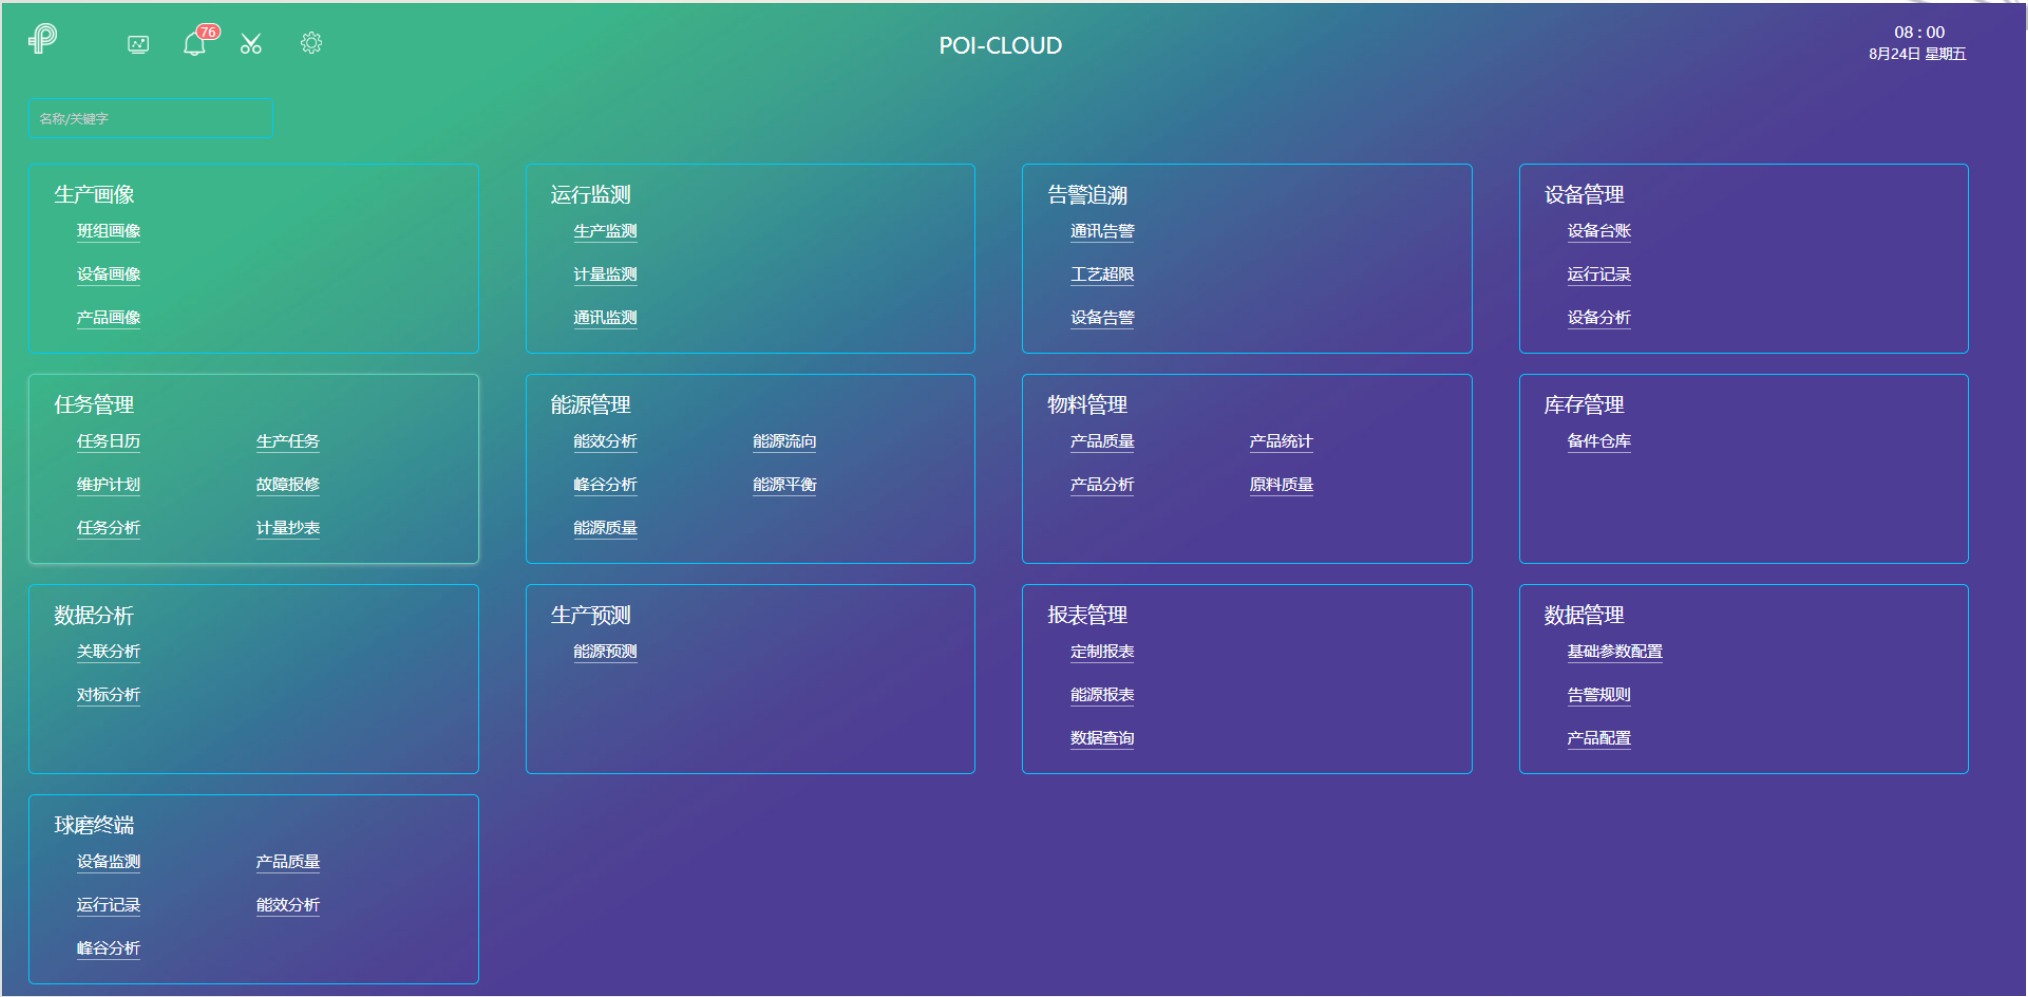 76
POI-CLOUD
08 : 00
8月24日 星期五
名称/关键字
生产画像
班组画像
设备画像
产品画像
运行监测
生产监测
计量监测
通讯监测
告警追溯
通讯告警
工艺超限
设备告警
设备管理
设备台账
运行记录
设备分析
任务管理
任务日历 生产任务
维护计划 故障报修
任务分析 计量抄表
能源管理
能效分析 能源流向
峰谷分析 能源平衡
能源质量
物料管理
产品质量 产品统计
产品分析 原料质量
库存管理
备件仓库
数据分析
关联分析
对标分析
生产预测
能源预测
报表管理
定制报表
能源报表
数据查询
数据管理
基础参数配置
告警规则
产品配置
球磨终端
设备监测 产品质量
运行记录 能效分析
峰谷分析